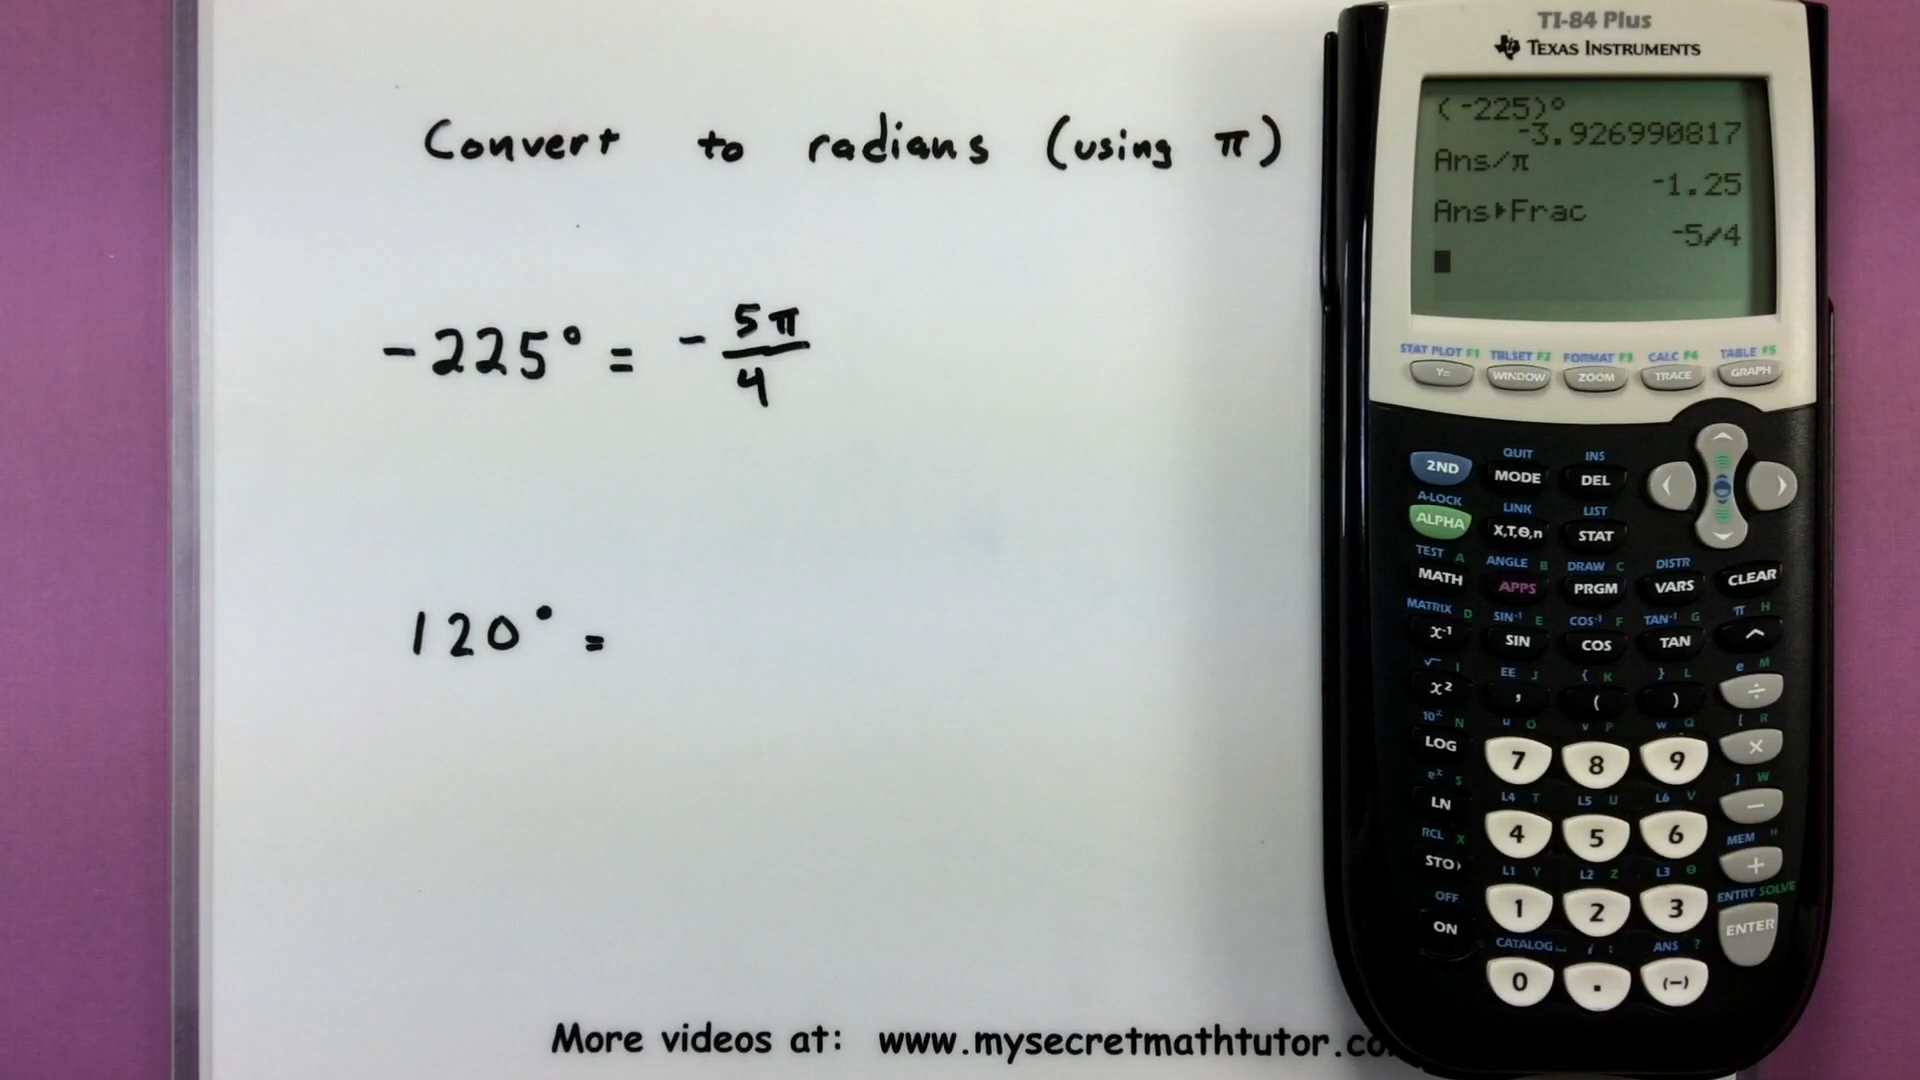 Convert to radians (using π)
-225° = - 5π/4
120° =
More videos at: www.mysecretmathtutor.co
TI-84 Plus
TEXAS INSTRUMENTS
(-225)°
-3.926990817
Ans/π
-1.25
Ans▸Frac
-5/4
STAT PLOT F1 TBLSET F2 FORMAT F3 CALC F4 TABLE F5
Y= WINDOW ZOOM TRACE GRAPH
QUIT INS
2ND MODE DEL
A-LOCK LINK LIST
ALPHA X,T,θ,n STAT
TEST A ANGLE B DRAW C DISTR
MATH APPS PRGM VARS CLEAR
MATRIX D SIN⁻¹ E COS⁻¹ F TAN⁻¹ G π H
x⁻¹ SIN COS TAN ^
√ I EE J { K } L e M
x² , ( ) ÷
10ˣ N u O v P w Q [ R
LOG 7 8 9 ×
eˣ S L4 T L5 U L6 V ] W
LN 4 5 6 −
RCL X L1 Y L2 Z L3 θ MEM "
STO› 1 2 3 +
OFF CATALOG ⎵ i : ANS ? ENTRY SOLVE
ON 0 . (−) ENTER